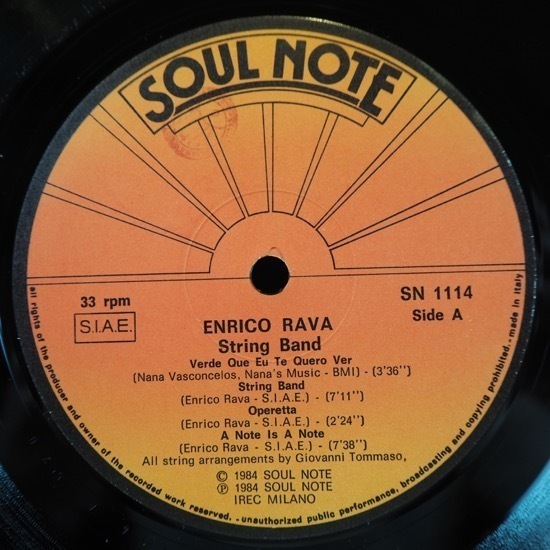 SOUL NOTE
33 rpm
S.I.A.E.
SN 1114
Side A
ENRICO RAVA
String Band
Verde Que Eu Te Quero Ver
(Nana Vasconcelos, Nana's Music - BMI) - (3'36'')
String Band
(Enrico Rava - S.I.A.E.) - (7'11'')
Operetta
(Enrico Rava - S.I.A.E.) - (2'24'')
A Note Is A Note
(Enrico Rava - S.I.A.E.) - (7'38'')
All string arrangements by Giovanni Tommaso,
© 1984 SOUL NOTE
℗ 1984 SOUL NOTE
IREC MILANO
all rights of the producer and owner of the recorded work reserved. - unauthorized public performance, broadcasting and copying prohibited. - made in italy